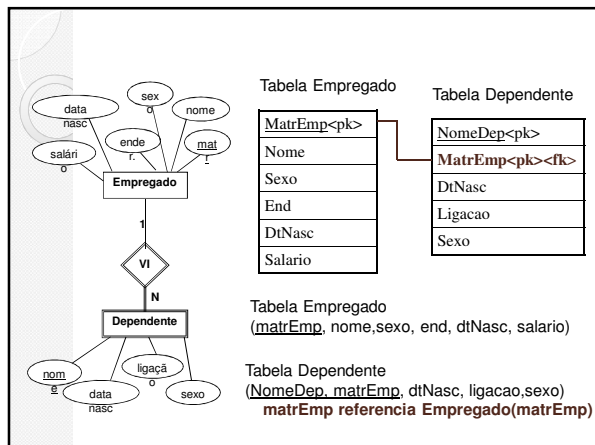 sex
o
data
nasc
nome
ende
r.
mat
r
salári
o
Empregado
1
VI
N
Dependente
nom
e
data
nasc
ligaçã
o
sexo
Tabela Empregado
MatrEmp<pk>
Nome
Sexo
End
DtNasc
Salario
Tabela Dependente
NomeDep<pk>
MatrEmp<pk><fk>
DtNasc
Ligacao
Sexo
Tabela Empregado
(matrEmp, nome,sexo, end, dtNasc, salario)
Tabela Dependente
(NomeDep, matrEmp, dtNasc, ligacao,sexo)
matrEmp referencia Empregado(matrEmp)